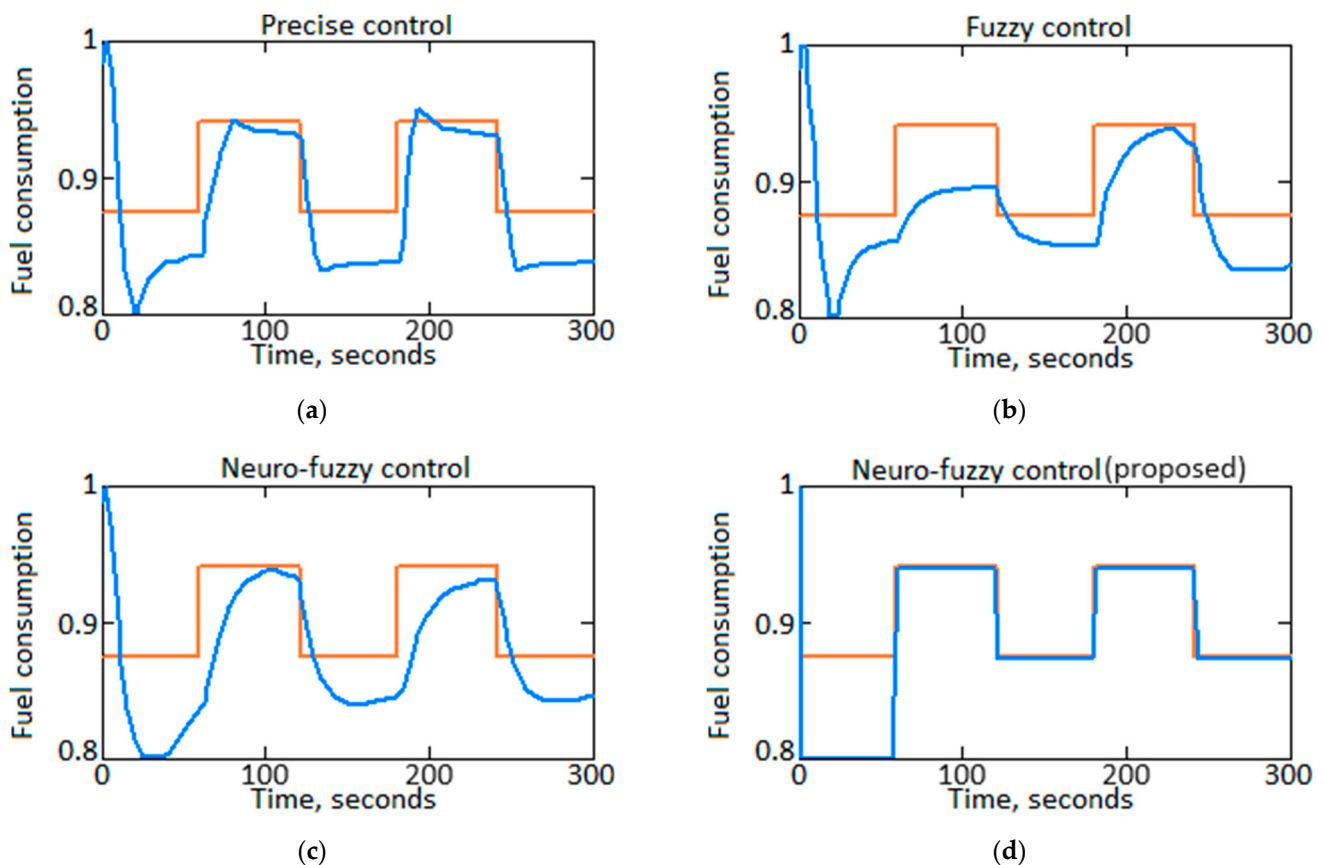 Precise control
1
0.9
0.8
Fuel consumption
0 100 200 300
Time, seconds
(a)
Fuzzy control
1
0.9
0.8
Fuel consumption
0 100 200 300
Time, seconds
(b)
Neuro-fuzzy control
1
0.9
0.8
Fuel consumption
0 100 200 300
Time, seconds
(c)
Neuro-fuzzy control (proposed)
1
0.9
0.8
Fuel consumption
0 100 200 300
Time, seconds
(d)